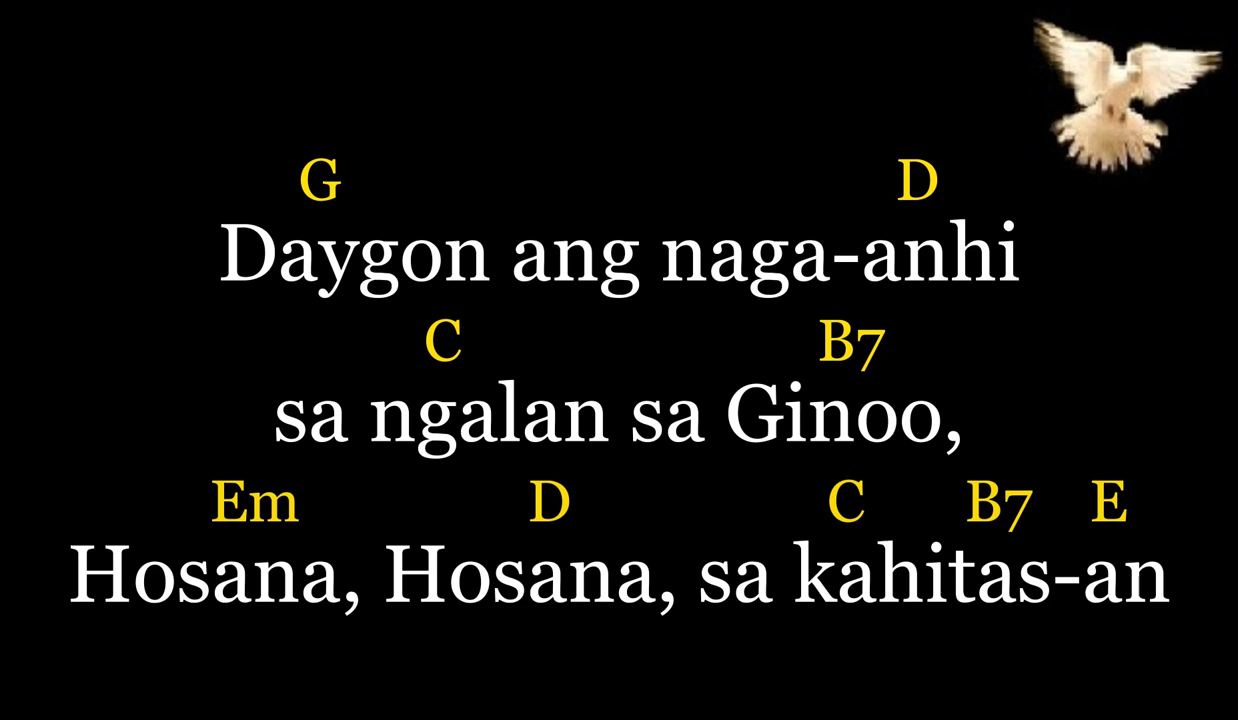 G D
Daygon ang naga-anhi
C B7
sa ngalan sa Ginoo,
Em D C B7 E
Hosana, Hosana, sa kahitas-an